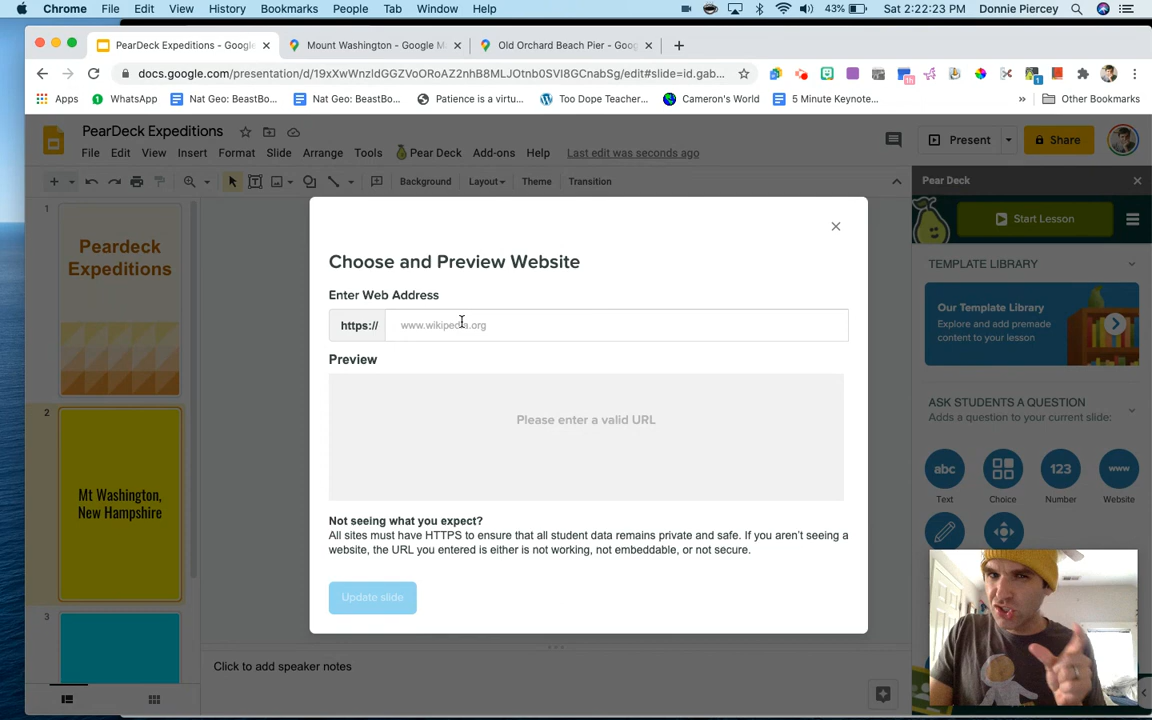 Chrome File Edit View History Bookmarks People Tab Window Help 43% Sat 2:22:23 PM Donnie Piercey
PearDeck Expeditions - Google Mount Washington - Google M Old Orchard Beach Pier - Goog
docs.google.com/presentation/d/19xXwWnzIdGGZVoORoAZ2nhB8MLJOtnb0SVI8GCnabSg/edit#slide=id.gab...
Apps WhatsApp Nat Geo: BeastBo... Nat Geo: BeastBo... Patience is a virtu... Too Dope Teacher... Cameron's World 5 Minute Keynote... » Other Bookmarks
PearDeck Expeditions
Present Share
File Edit View Insert Format Slide Arrange Tools Pear Deck Add-ons Help Last edit was seconds ago
Background Layout Theme Transition
Pear Deck
Start Lesson
TEMPLATE LIBRARY
Our Template Library
Explore and add premade
content to your lesson
ASK STUDENTS A QUESTION
Adds a question to your current slide:
abc 123 www
Text Choice Number Website
1
Peardeck
Expeditions
2
Mt Washington,
New Hampshire
3
Choose and Preview Website
Enter Web Address
https:// www.wikipedia.org
Preview
Please enter a valid URL
Not seeing what you expect?
All sites must have HTTPS to ensure that all student data remains private and safe. If you aren't seeing a
website, the URL you entered is either is not working, not embeddable, or not secure.
Update slide
Click to add speaker notes